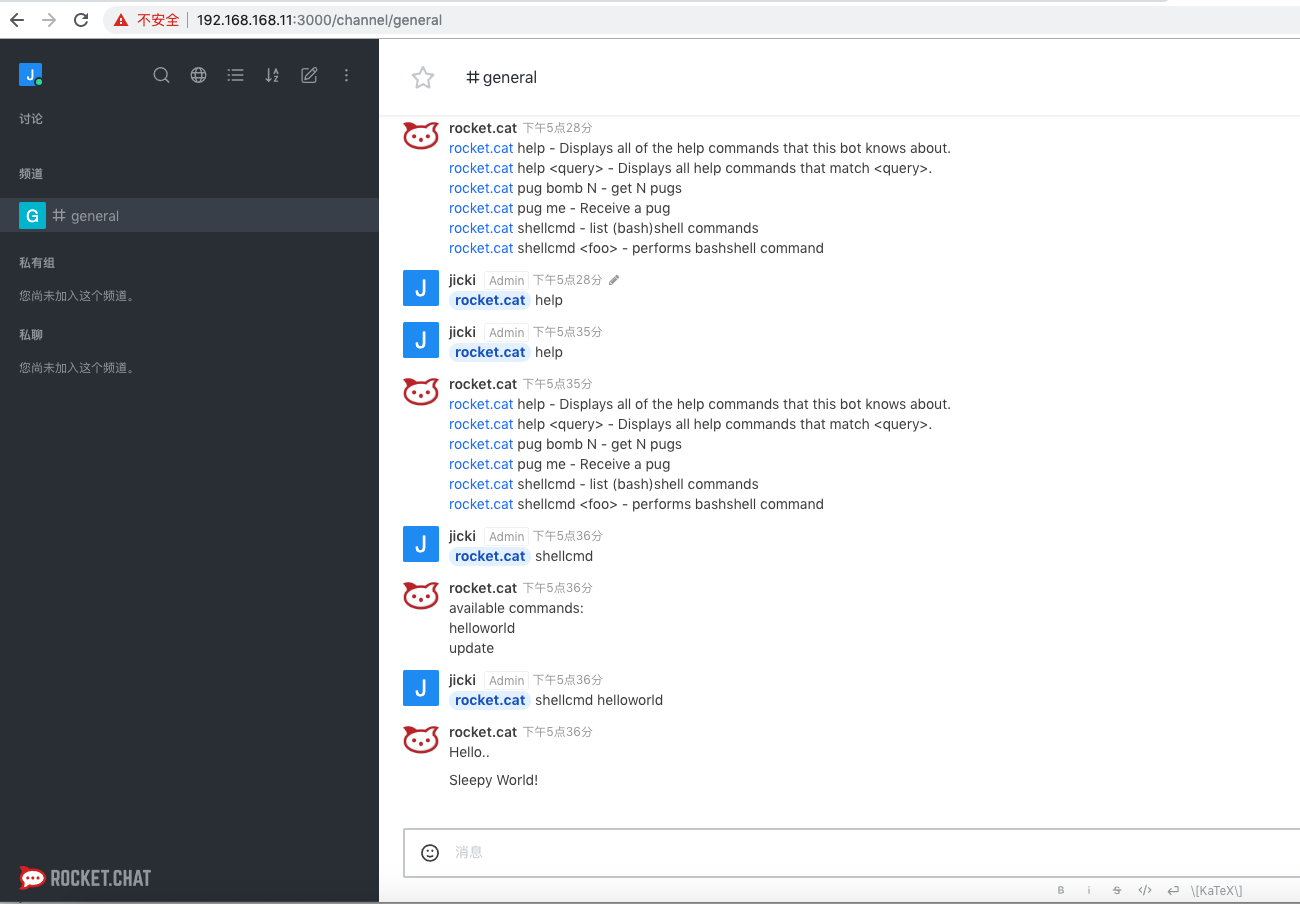 不安全 192.168.168.11:3000/channel/general
J
讨论
频道
G general
私有组
您尚未加入这个频道。
私聊
您尚未加入这个频道。
ROCKET.CHAT
# general
rocket.cat 下午5点28分
rocket.cat help - Displays all of the help commands that this bot knows about.
rocket.cat help <query> - Displays all help commands that match <query>.
rocket.cat pug bomb N - get N pugs
rocket.cat pug me - Receive a pug
rocket.cat shellcmd - list (bash)shell commands
rocket.cat shellcmd <foo> - performs bashshell command
J
jicki Admin 下午5点28分
rocket.cat help
J
jicki Admin 下午5点35分
rocket.cat help
rocket.cat 下午5点35分
rocket.cat help - Displays all of the help commands that this bot knows about.
rocket.cat help <query> - Displays all help commands that match <query>.
rocket.cat pug bomb N - get N pugs
rocket.cat pug me - Receive a pug
rocket.cat shellcmd - list (bash)shell commands
rocket.cat shellcmd <foo> - performs bashshell command
J
jicki Admin 下午5点36分
rocket.cat shellcmd
rocket.cat 下午5点36分
available commands:
helloworld
update
J
jicki Admin 下午5点36分
rocket.cat shellcmd helloworld
rocket.cat 下午5点36分
Hello..
Sleepy World!
消息
B i S </> \[KaTeX\]